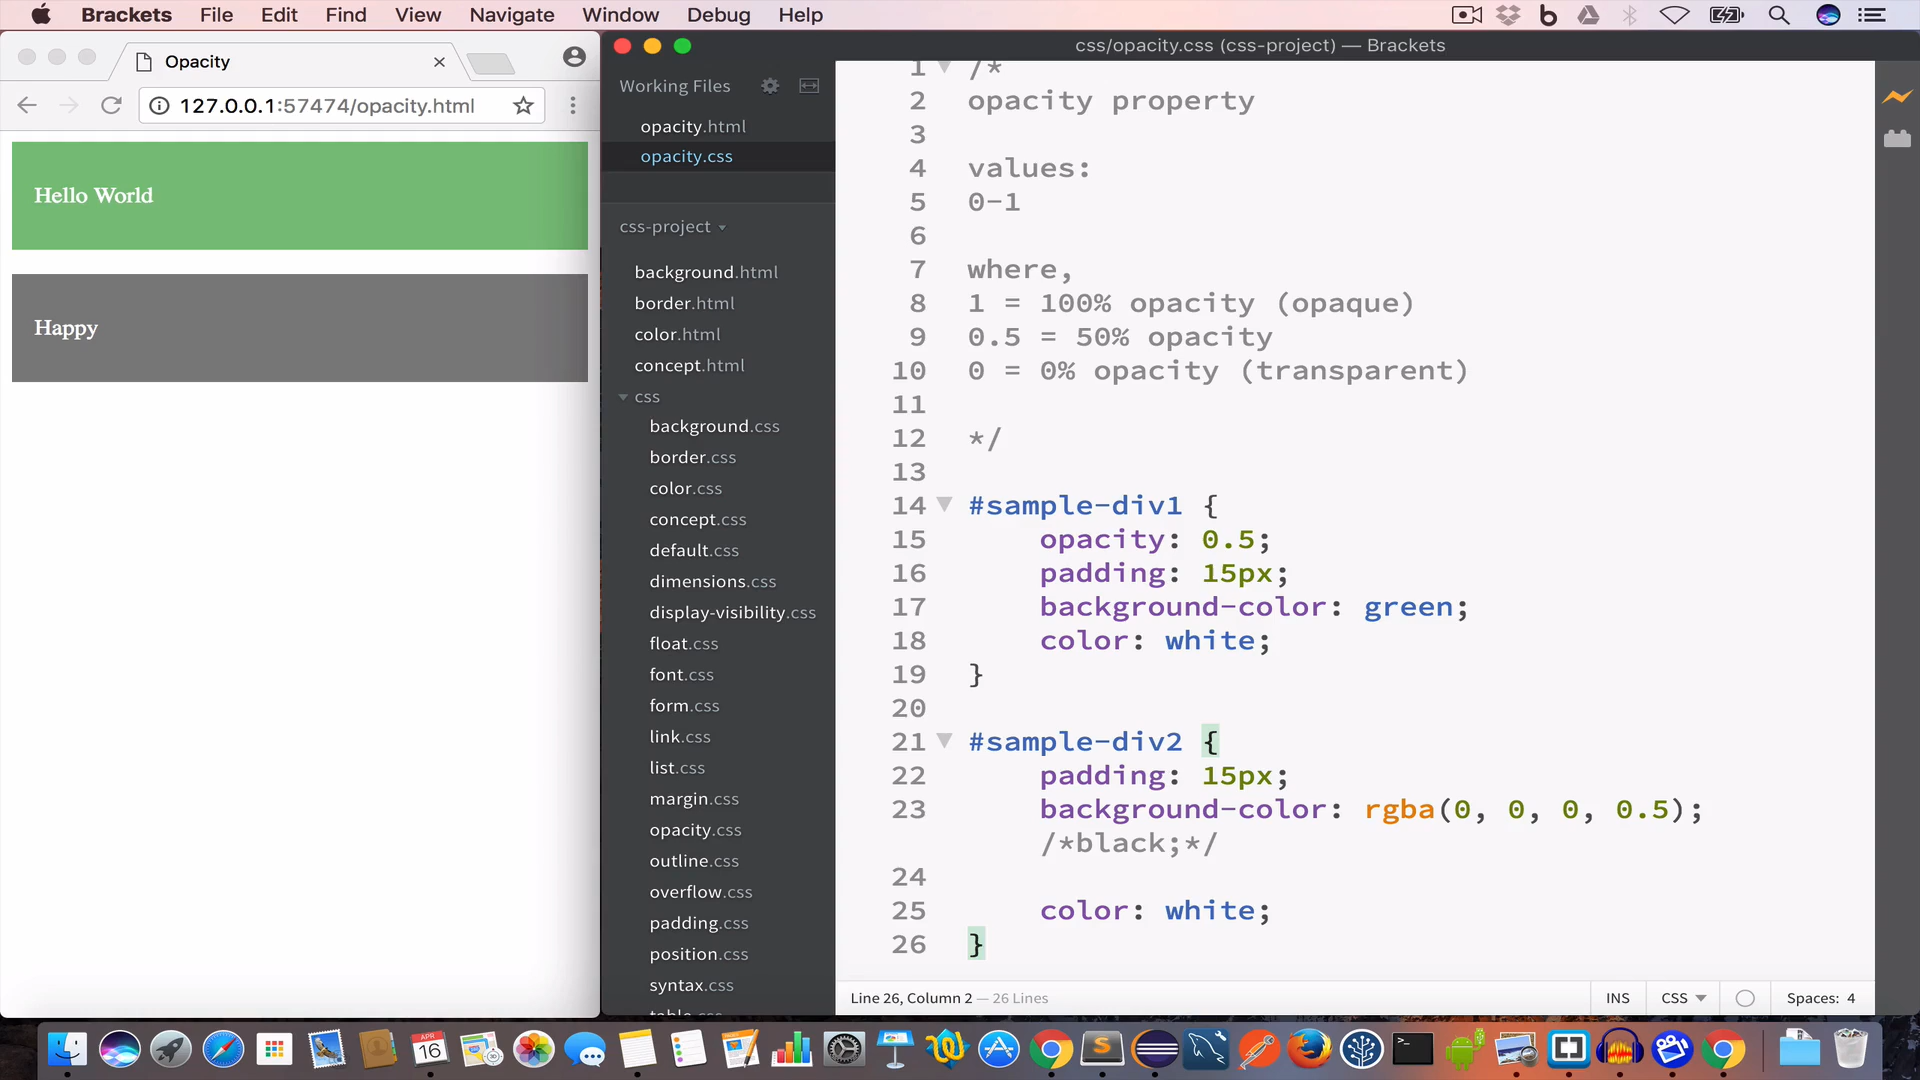 Brackets File Edit Find View Navigate Window Debug Help
Opacity
127.0.0.1:57474/opacity.html
Hello World
Happy
css/opacity.css (css-project) — Brackets
Working Files
opacity.html
opacity.css
css-project
background.html
border.html
color.html
concept.html
css
background.css
border.css
color.css
concept.css
default.css
dimensions.css
display-visibility.css
float.css
font.css
form.css
link.css
list.css
margin.css
opacity.css
outline.css
overflow.css
padding.css
position.css
syntax.css
1 /*
2 opacity property
3
4 values:
5 0-1
6
7 where,
8 1 = 100% opacity (opaque)
9 0.5 = 50% opacity
10 0 = 0% opacity (transparent)
11
12 */
13
14 #sample-div1 {
15 opacity: 0.5;
16 padding: 15px;
17 background-color: green;
18 color: white;
19 }
20
21 #sample-div2 {
22 padding: 15px;
23 background-color: rgba(0, 0, 0, 0.5);
/*black;*/
24
25 color: white;
26 }
Line 26, Column 2 — 26 Lines
INS CSS Spaces: 4
APR
16